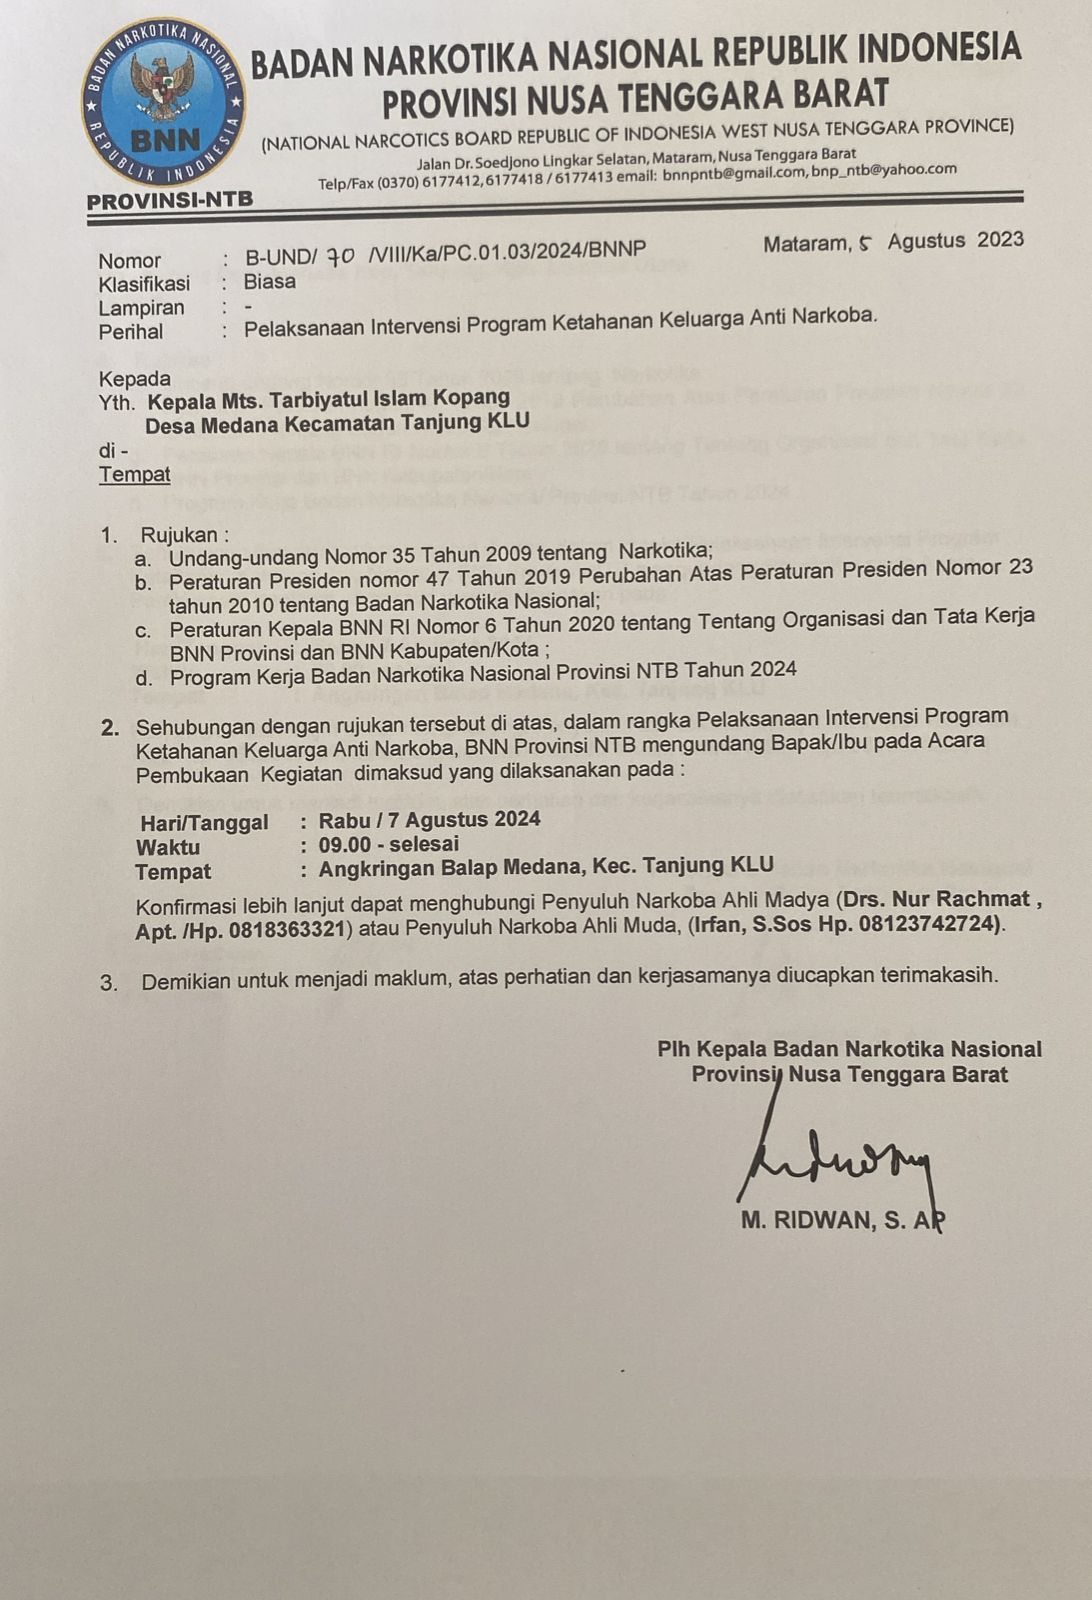 BADAN NARKOTIKA NASIONAL
REPUBLIK INDONESIA
BNN
PROVINSI-NTB
BADAN NARKOTIKA NASIONAL REPUBLIK INDONESIA
PROVINSI NUSA TENGGARA BARAT
(NATIONAL NARCOTICS BOARD REPUBLIC OF INDONESIA WEST NUSA TENGGARA PROVINCE)
Jalan Dr. Soedjono Lingkar Selatan, Mataram, Nusa Tenggara Barat
Telp/Fax (0370) 6177412, 6177418 / 6177413 email: bnnpntb@gmail.com, bnp_ntb@yahoo.com
Mataram, 5 Agustus 2023
Nomor : B-UND/ 70 /VIII/Ka/PC.01.03/2024/BNNP
Klasifikasi : Biasa
Lampiran : -
Perihal : Pelaksanaan Intervensi Program Ketahanan Keluarga Anti Narkoba.
Kepada
Yth. Kepala Mts. Tarbiyatul Islam Kopang
Desa Medana Kecamatan Tanjung KLU
di -
Tempat
1. Rujukan :
a. Undang-undang Nomor 35 Tahun 2009 tentang Narkotika;
b. Peraturan Presiden nomor 47 Tahun 2019 Perubahan Atas Peraturan Presiden Nomor 23
tahun 2010 tentang Badan Narkotika Nasional;
c. Peraturan Kepala BNN RI Nomor 6 Tahun 2020 tentang Tentang Organisasi dan Tata Kerja
BNN Provinsi dan BNN Kabupaten/Kota ;
d. Program Kerja Badan Narkotika Nasional Provinsi NTB Tahun 2024
2. Sehubungan dengan rujukan tersebut di atas, dalam rangka Pelaksanaan Intervensi Program
Ketahanan Keluarga Anti Narkoba, BNN Provinsi NTB mengundang Bapak/Ibu pada Acara
Pembukaan Kegiatan dimaksud yang dilaksanakan pada :
Hari/Tanggal : Rabu / 7 Agustus 2024
Waktu : 09.00 - selesai
Tempat : Angkringan Balap Medana, Kec. Tanjung KLU
Konfirmasi lebih lanjut dapat menghubungi Penyuluh Narkoba Ahli Madya (Drs. Nur Rachmat ,
Apt. /Hp. 0818363321) atau Penyuluh Narkoba Ahli Muda, (Irfan, S.Sos Hp. 08123742724).
3. Demikian untuk menjadi maklum, atas perhatian dan kerjasamanya diucapkan terimakasih.
Plh Kepala Badan Narkotika Nasional
Provinsi Nusa Tenggara Barat
M. RIDWAN, S. AP